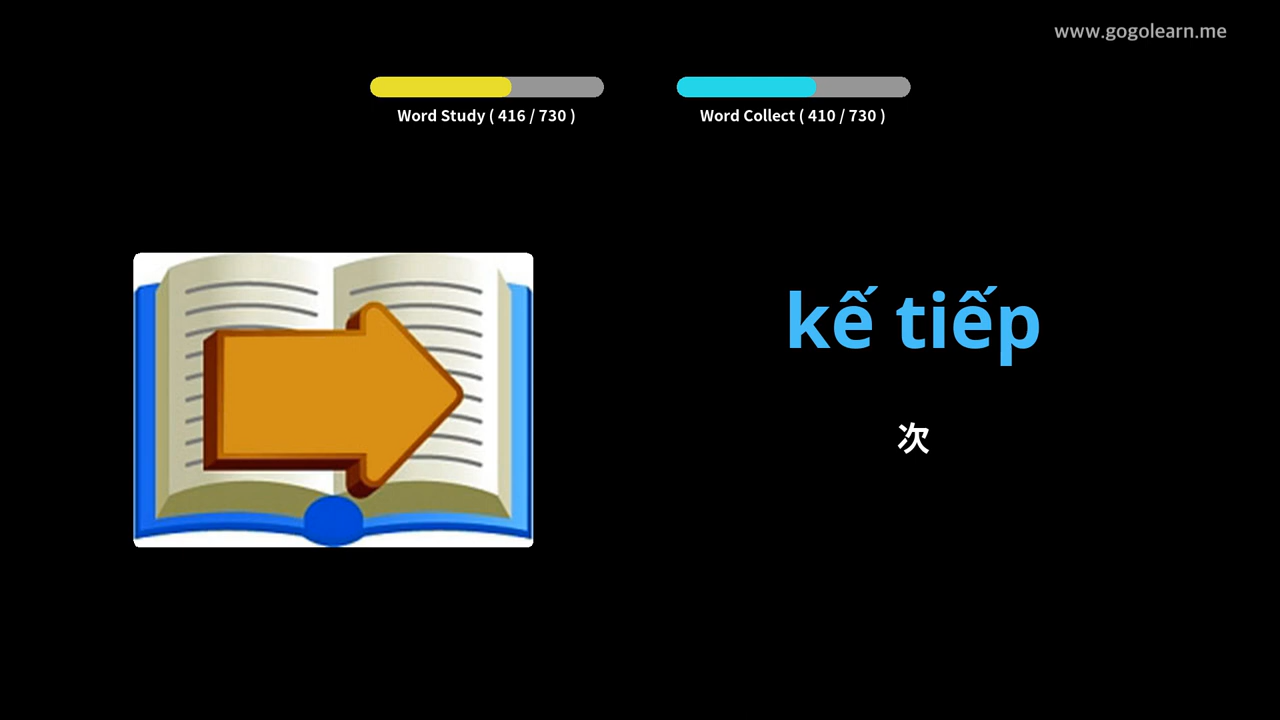 www.gogolearn.me
Word Study ( 416 / 730 )
Word Collect ( 410 / 730 )
kế tiếp
次